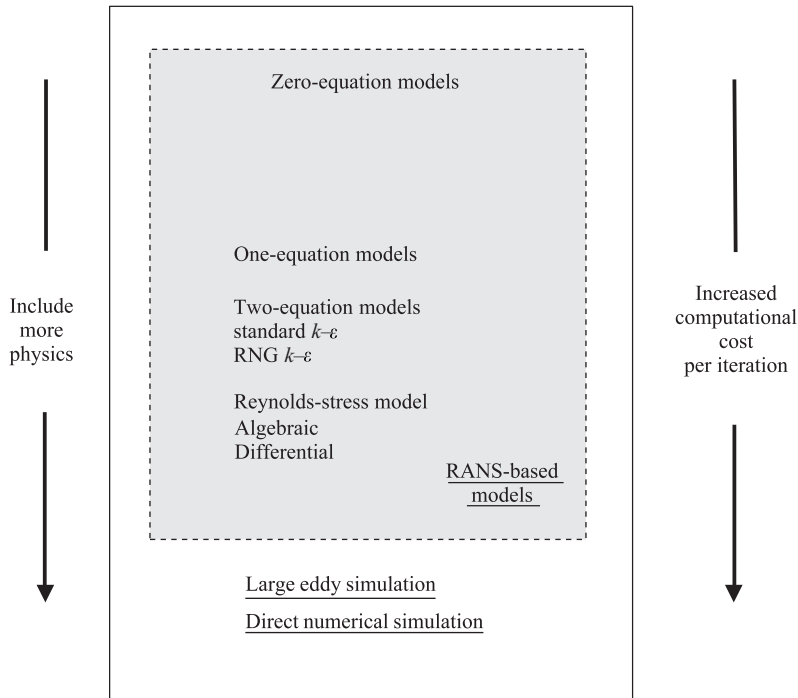 Zero-equation models
One-equation models
Include
more
physics
Two-equation models
standard k–ε
RNG k–ε
Increased
computational
cost
per iteration
Reynolds-stress model
Algebraic
Differential
RANS-based
models
Large eddy simulation
Direct numerical simulation